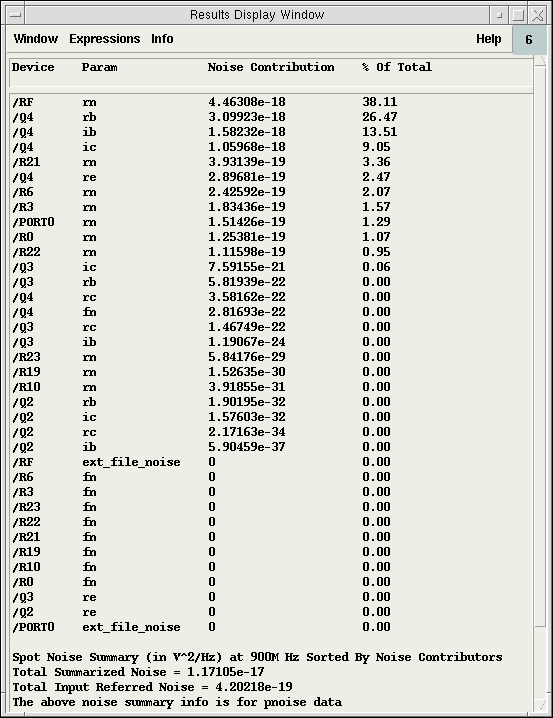 Results Display Window
Window Expressions Info Help 6
Device Param Noise Contribution % Of Total
/RF rn 4.46308e-18 38.11
/Q4 rb 3.09923e-18 26.47
/Q4 ib 1.58232e-18 13.51
/Q4 ic 1.05968e-18 9.05
/R21 rn 3.93139e-19 3.36
/Q4 re 2.89681e-19 2.47
/R6 rn 2.42592e-19 2.07
/R3 rn 1.83436e-19 1.57
/PORT0 rn 1.51426e-19 1.29
/R0 rn 1.25381e-19 1.07
/R22 rn 1.11598e-19 0.95
/Q3 ic 7.59155e-21 0.06
/Q3 rb 5.81939e-22 0.00
/Q4 rc 3.58162e-22 0.00
/Q4 fn 2.81693e-22 0.00
/Q3 rc 1.46749e-22 0.00
/Q3 ib 1.19067e-24 0.00
/R23 rn 5.84176e-29 0.00
/R19 rn 1.52635e-30 0.00
/R10 rn 3.91855e-31 0.00
/Q2 rb 1.90195e-32 0.00
/Q2 ic 1.57603e-32 0.00
/Q2 rc 2.17163e-34 0.00
/Q2 ib 5.90459e-37 0.00
/RF ext_file_noise 0 0.00
/R6 fn 0 0.00
/R3 fn 0 0.00
/R23 fn 0 0.00
/R22 fn 0 0.00
/R21 fn 0 0.00
/R19 fn 0 0.00
/R10 fn 0 0.00
/R0 fn 0 0.00
/Q3 re 0 0.00
/Q2 re 0 0.00
/PORT0 ext_file_noise 0 0.00
Spot Noise Summary (in V^2/Hz) at 900M Hz Sorted By Noise Contributors
Total Summarized Noise = 1.17105e-17
Total Input Referred Noise = 4.20218e-19
The above noise summary info is for pnoise data